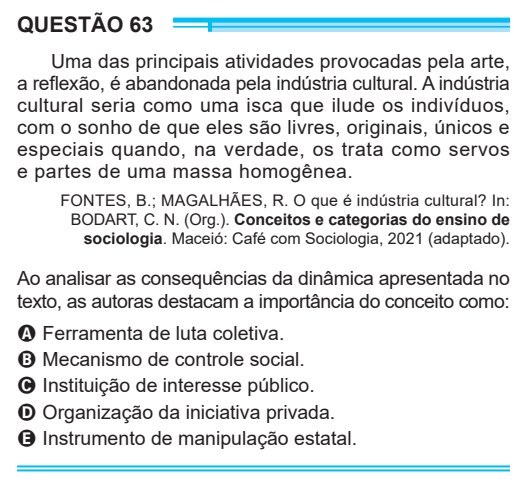 QUESTÃO 63
Uma das principais atividades provocadas pela arte,
a reflexão, é abandonada pela indústria cultural. A indústria
cultural seria como uma isca que ilude os indivíduos,
com o sonho de que eles são livres, originais, únicos e
especiais quando, na verdade, os trata como servos
e partes de uma massa homogênea.
FONTES, B.; MAGALHÃES, R. O que é indústria cultural? In:
BODART, C. N. (Org.). Conceitos e categorias do ensino de
sociologia. Maceió: Café com Sociologia, 2021 (adaptado).
Ao analisar as consequências da dinâmica apresentada no
texto, as autoras destacam a importância do conceito como:
A Ferramenta de luta coletiva.
B Mecanismo de controle social.
C Instituição de interesse público.
D Organização da iniciativa privada.
E Instrumento de manipulação estatal.